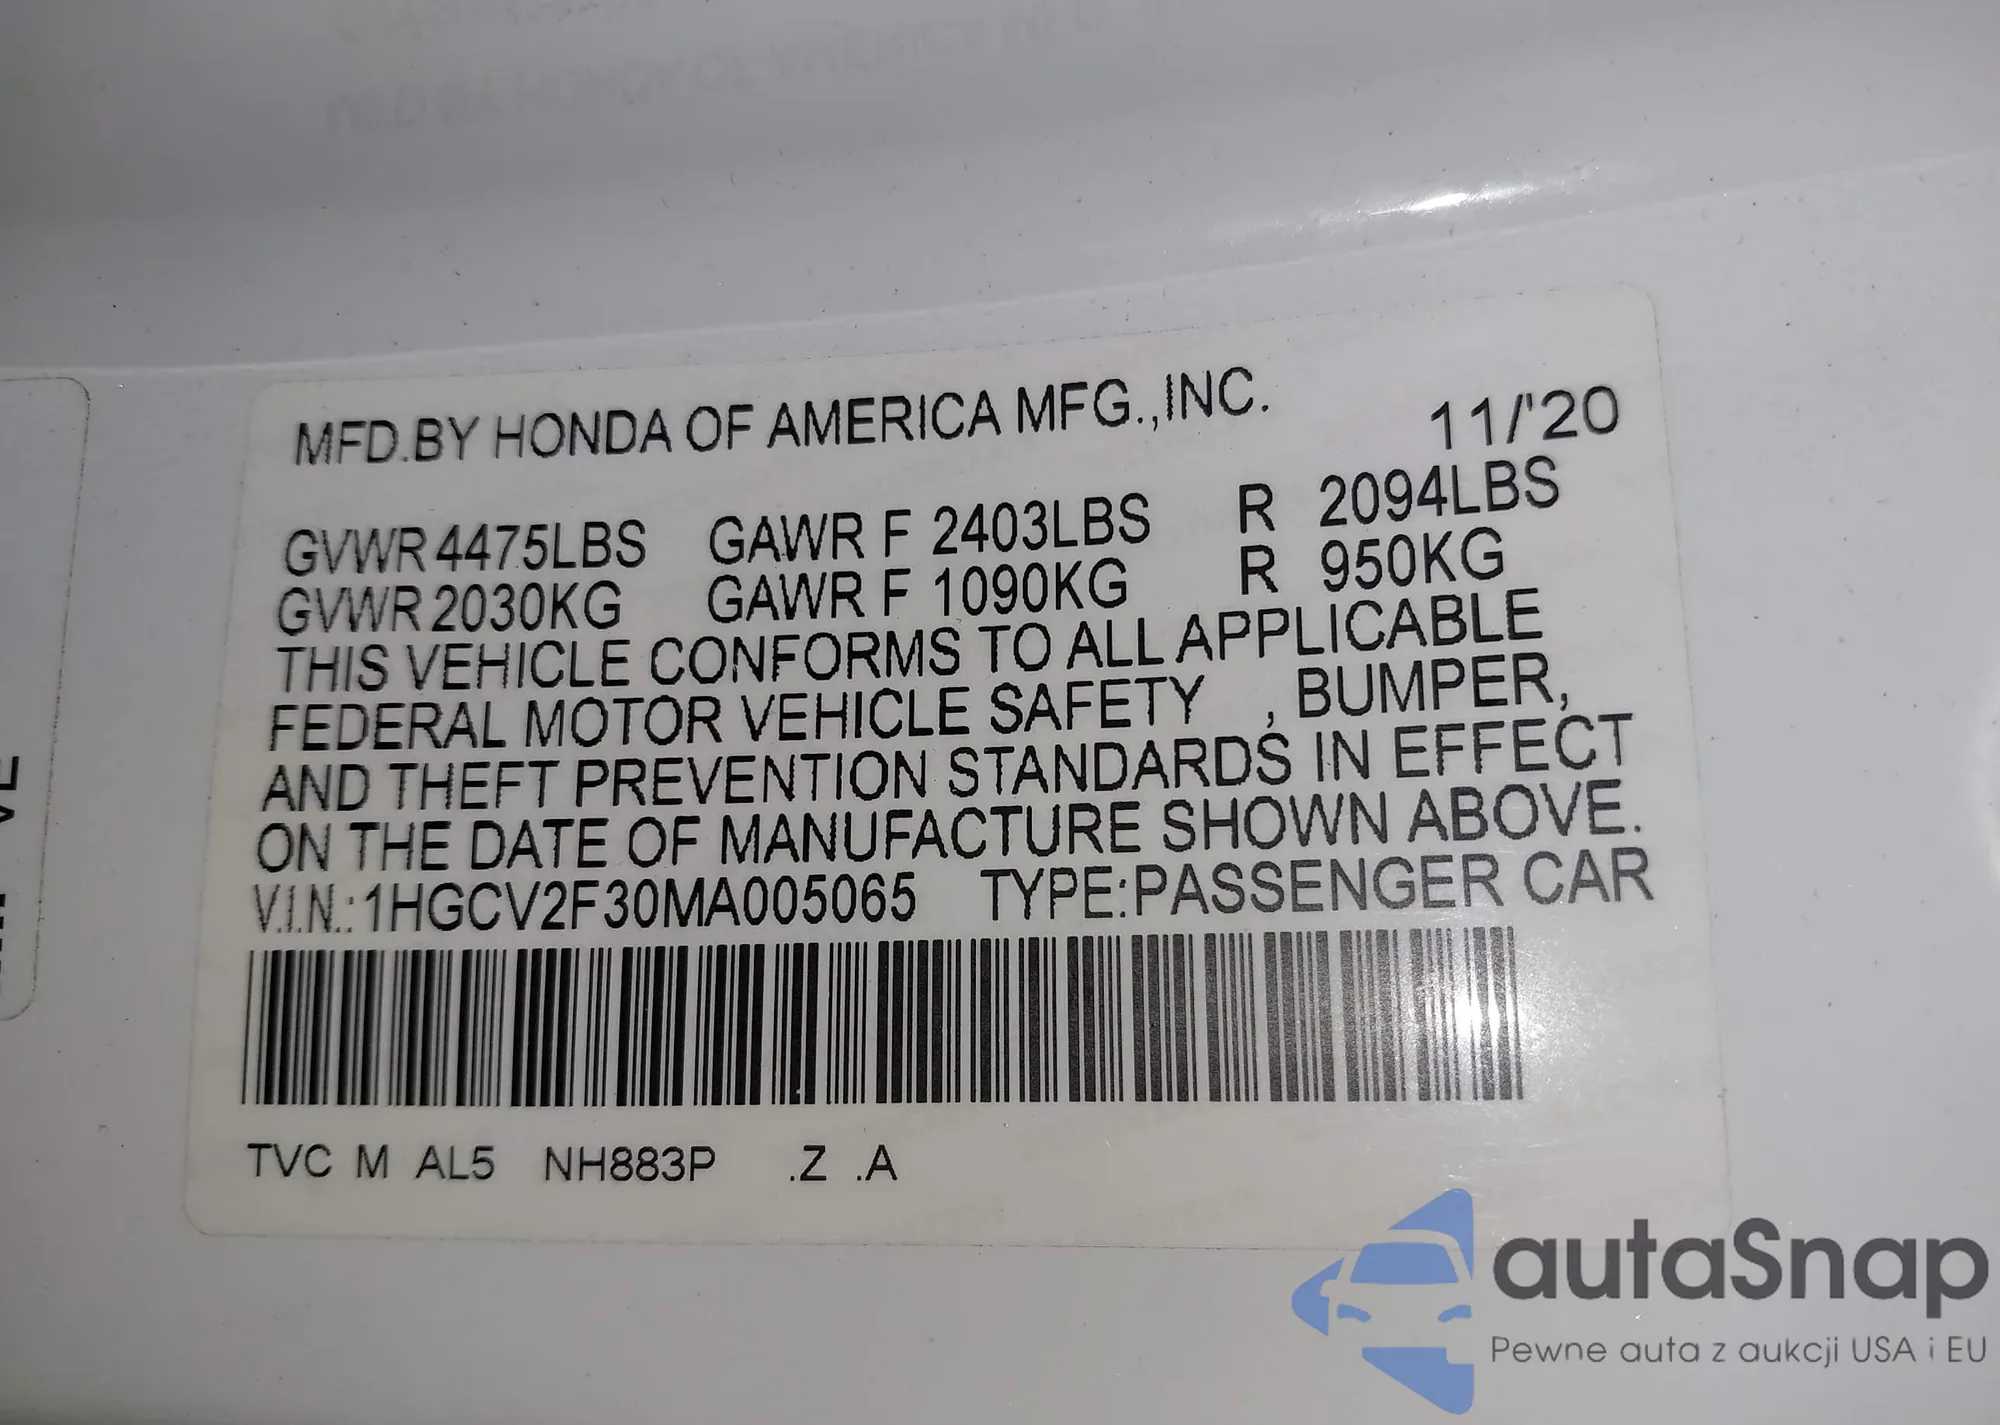 MFD.BY HONDA OF AMERICA MFG.,INC. 11/'20
GVWR 4475LBS GAWR F 2403LBS R 2094LBS
GVWR 2030KG GAWR F 1090KG R 950KG
THIS VEHICLE CONFORMS TO ALL APPLICABLE
FEDERAL MOTOR VEHICLE SAFETY , BUMPER,
AND THEFT PREVENTION STANDARDS IN EFFECT
ON THE DATE OF MANUFACTURE SHOWN ABOVE.
V.I.N.:1HGCV2F30MA005065 TYPE:PASSENGER CAR
TVC M AL5 NH883P .Z .A
autaSnap
Pewne auta z aukcji USA i EU